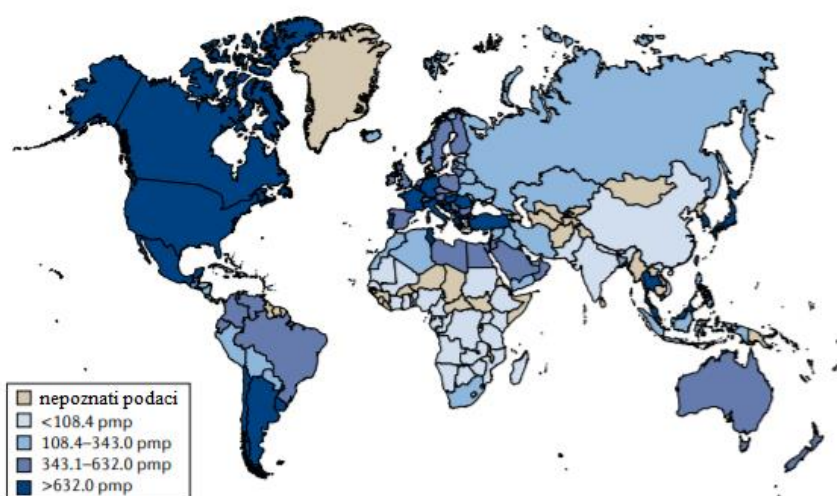 nepoznati podaci
<108.4 pmp
108.4–343.0 pmp
343.1–632.0 pmp
>632.0 pmp